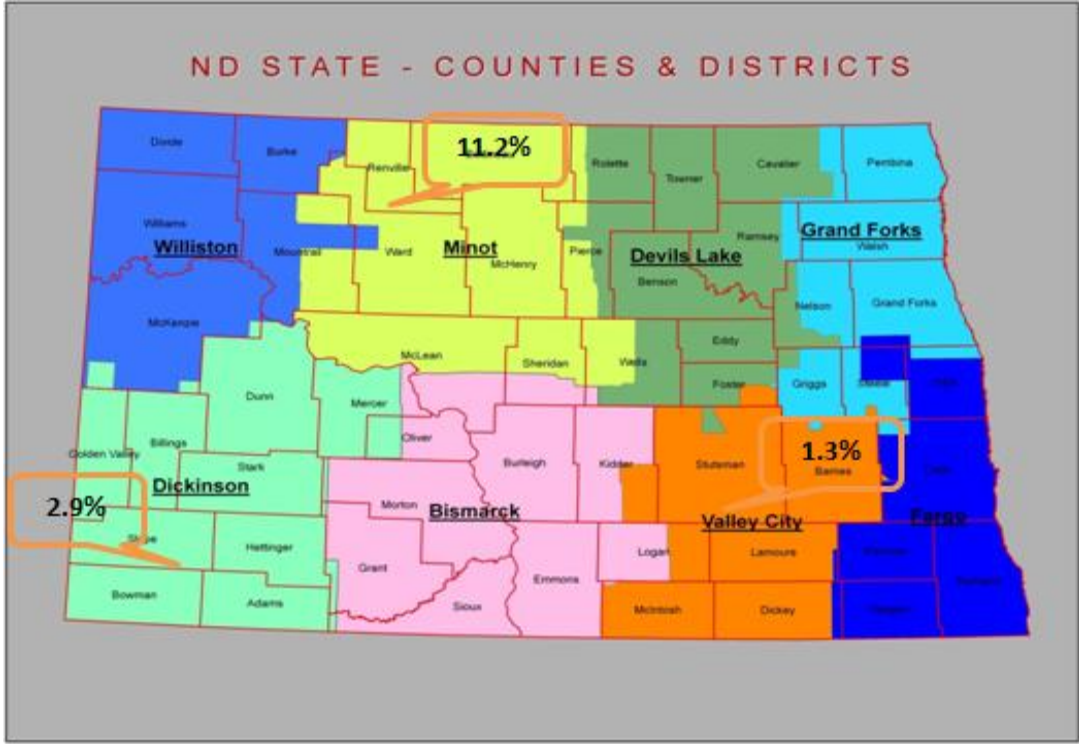 ND STATE - COUNTIES & DISTRICTS
11.2%
Burke
Renville
Rolette
Towner
Cavalier
Pembina
Williams
Williston
Mountrail
Ward
Minot
McHenry
Pierce
Devils Lake
Benson
Ramsey
Grand Forks
Walsh
McKenzie
Nelson
Grand Forks
McLean
Sheridan
Wells
Eddy
Foster
Griggs
Steele
Dunn
Mercer
Oliver
Golden Valley
Billings
Stark
Dickinson
2.9%
Burleigh
Kidder
Stutsman
1.3%
Barnes
Morton
Bismarck
Valley City
Fargo
Hettinger
Grant
Logan
Lamoure
Emmons
Bowman
Adams
Sioux
McIntosh
Dickey